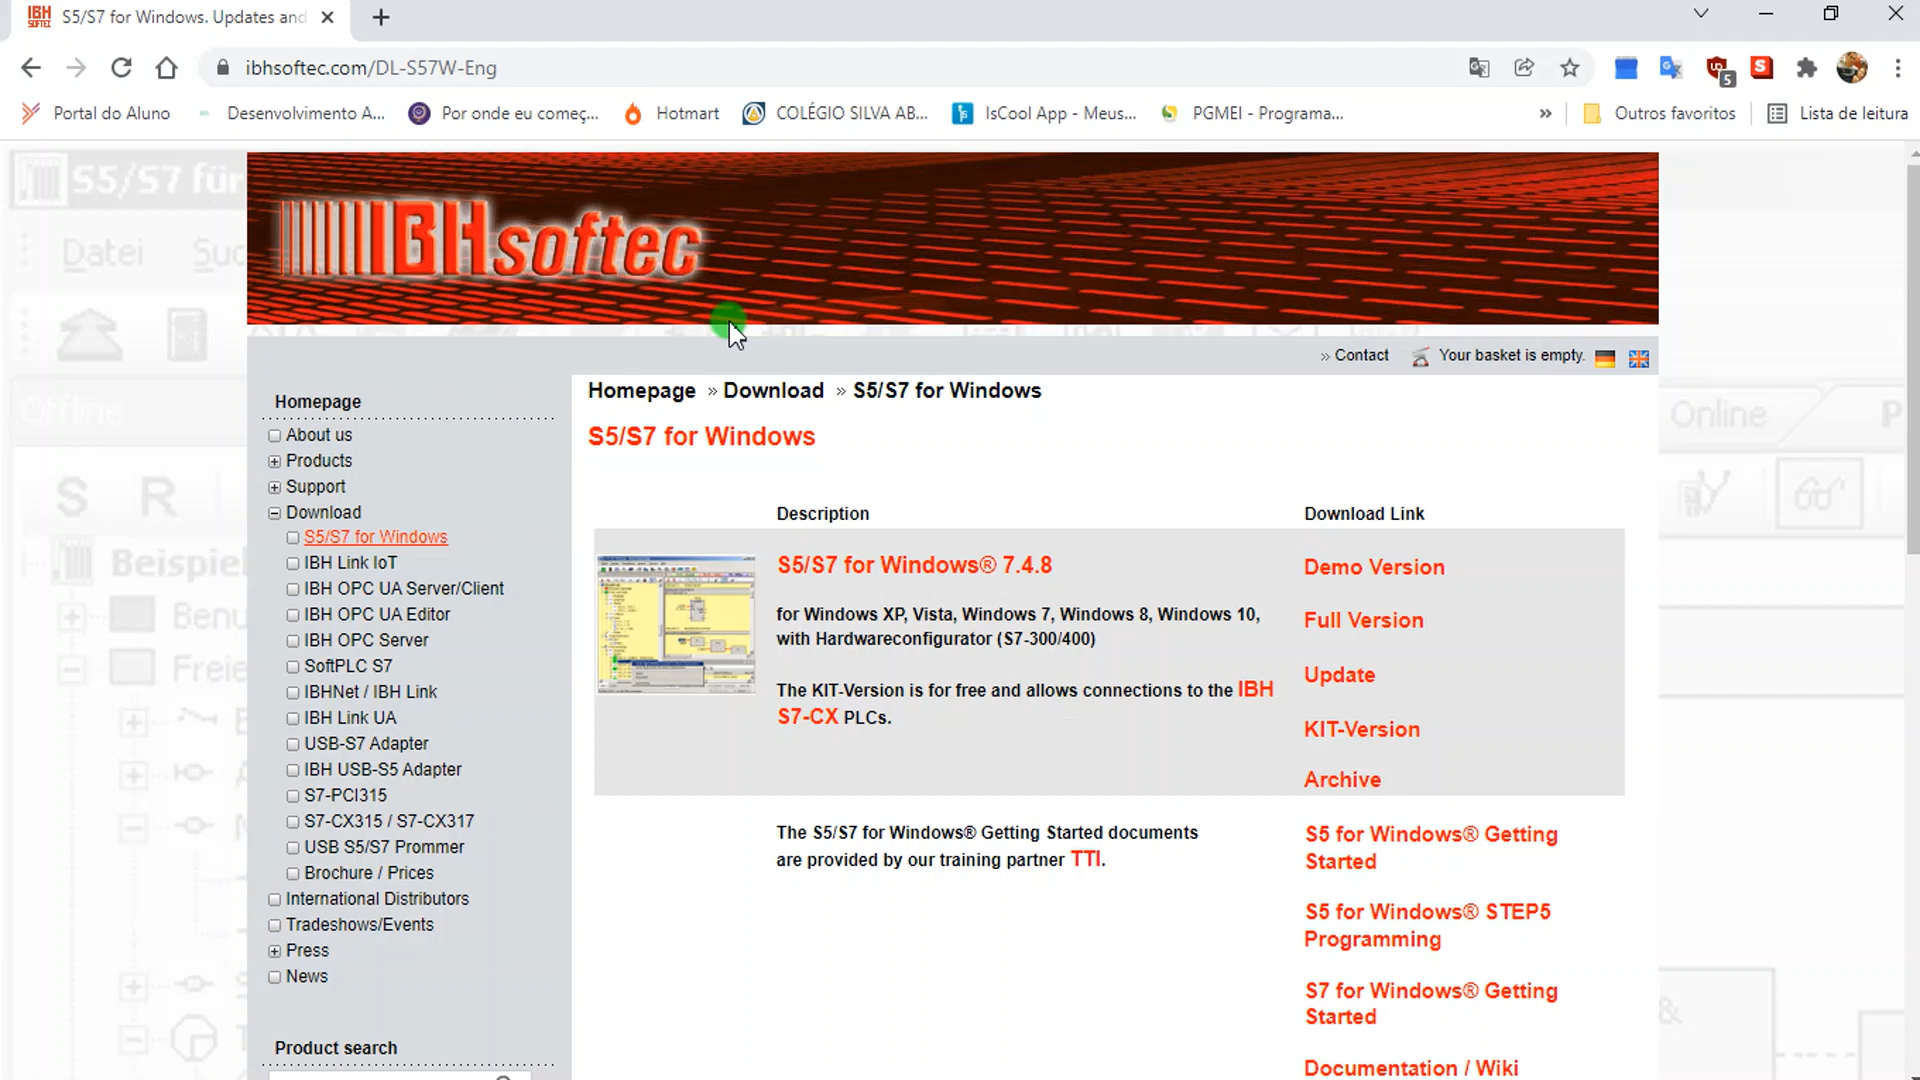 S5/S7 for Windows. Updates and
ibhsoftec.com/DL-S57W-Eng
5
Portal do Aluno
Desenvolvimento A...
Por onde eu começ...
Hotmart
COLÉGIO SILVA AB...
IsCool App - Meus...
PGMEI - Programa...
»
Outros favoritos
Lista de leitura
S5/S7 für
Datei
Offline
S R
Beispiel
Benu
Freie
Online
IBHsoftec
» Contact
Your basket is empty.
Homepage
About us
Products
Support
Download
S5/S7 for Windows
IBH Link IoT
IBH OPC UA Server/Client
IBH OPC UA Editor
IBH OPC Server
SoftPLC S7
IBHNet / IBH Link
IBH Link UA
USB-S7 Adapter
IBH USB-S5 Adapter
S7-PCI315
S7-CX315 / S7-CX317
USB S5/S7 Prommer
Brochure / Prices
International Distributors
Tradeshows/Events
Press
News
Product search
Homepage » Download » S5/S7 for Windows
S5/S7 for Windows
Description
Download Link
S5/S7 for Windows® 7.4.8
for Windows XP, Vista, Windows 7, Windows 8, Windows 10,
with Hardwareconfigurator (S7-300/400)
The KIT-Version is for free and allows connections to the IBH
S7-CX PLCs.
Demo Version
Full Version
Update
KIT-Version
Archive
The S5/S7 for Windows® Getting Started documents
are provided by our training partner TTI.
S5 for Windows® Getting
Started
S5 for Windows® STEP5
Programming
S7 for Windows® Getting
Started
Documentation / Wiki